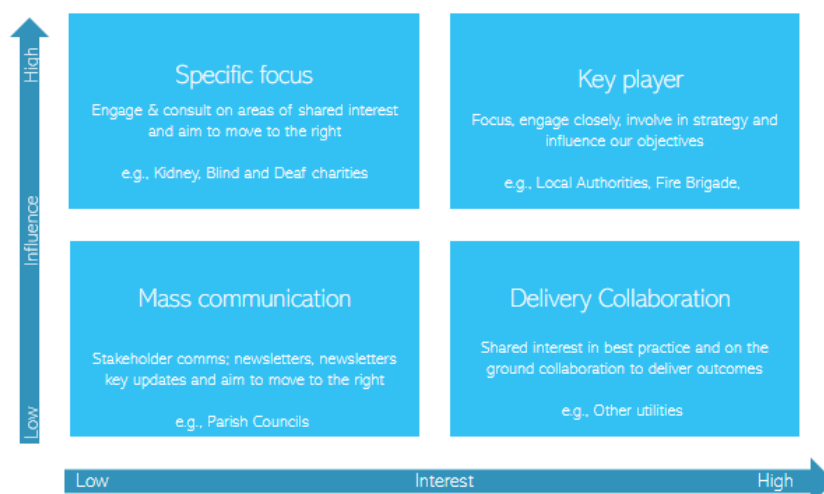 High
Influence
Low
Specific focus
Engage & consult on areas of shared interest
and aim to move to the right
e.g., Kidney, Blind and Deaf charities
Key player
Focus, engage closely, involve in strategy and
influence our objectives
e.g., Local Authorities, Fire Brigade,
Mass communication
Stakeholder comms; newsletters, newsletters
key updates and aim to move to the right
e.g., Parish Councils
Delivery Collaboration
Shared interest in best practice and on the
ground collaboration to deliver outcomes
e.g., Other utilities
Low
Interest
High